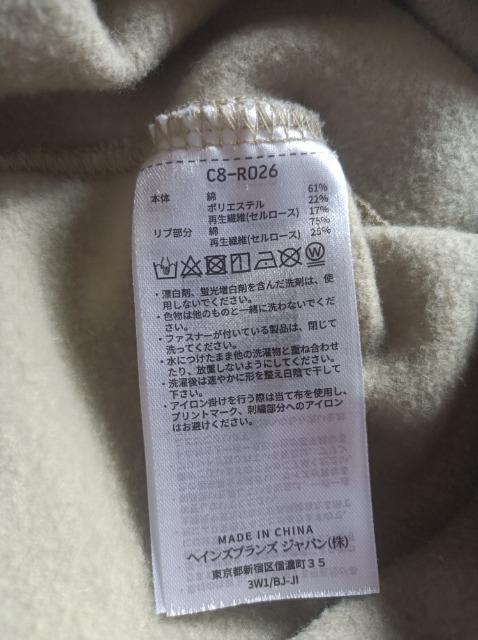 C8-R026
本体 綿 61%
ポリエステル 22%
再生繊維(セルロース) 17%
リブ部分 綿 75%
再生繊維(セルロース) 25%
・漂白剤、蛍光増白剤を含んだ洗剤は、使
用しないでください。
・色物は他のものと一緒に洗わないでくだ
さい。
・ファスナーが付いている製品は、閉じて
洗ってください。
・水につけたまま他の洗濯物と重ね合わせ
たり、放置しないようにしてください。
・洗濯後は速やかに形を整え日陰で干して
下さい。
・アイロン掛けを行う際は当て布を使用し、
プリントマーク、刺繍部分へのアイロン
はお避けください。
MADE IN CHINA
ヘインズブランズ ジャパン(株)
東京都新宿区信濃町35
3W1/BJ-JI